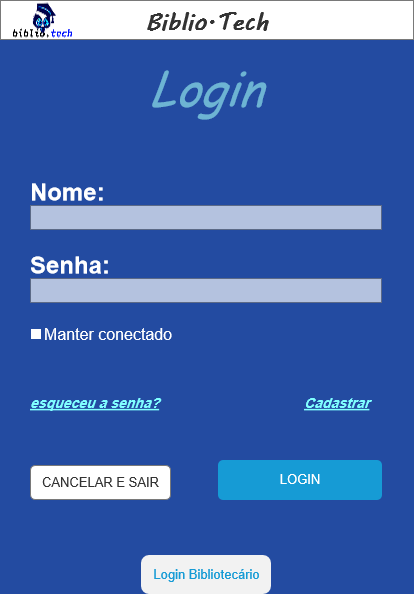 biblio.tech
Biblio·Tech
Login
Nome:
Senha:
Manter conectado
esqueceu a senha? Cadastrar
CANCELAR E SAIR LOGIN
Login Bibliotecário